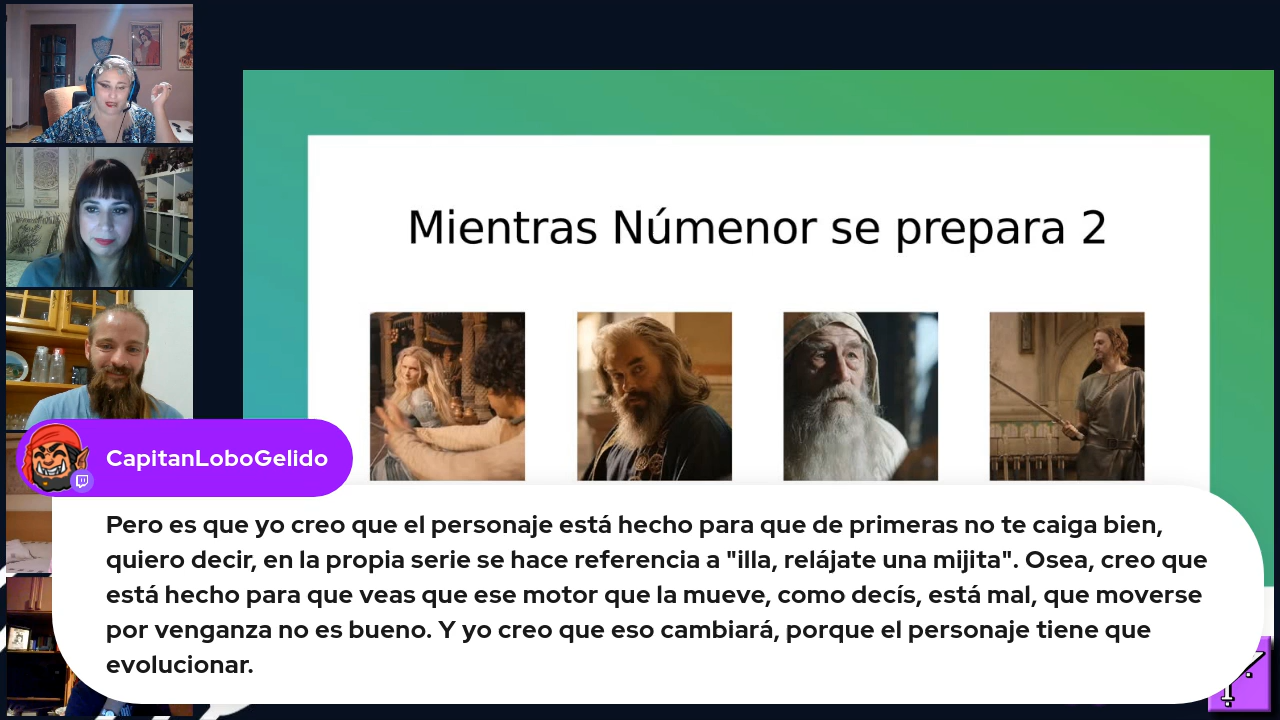 Mientras Númenor se prepara 2
CapitanLoboGelido
Pero es que yo creo que el personaje está hecho para que de primeras no te caiga bien,
quiero decir, en la propia serie se hace referencia a "illa, relájate una mijita". Osea, creo que
está hecho para que veas que ese motor que la mueve, como decís, está mal, que moverse
por venganza no es bueno. Y yo creo que eso cambiará, porque el personaje tiene que
evolucionar.